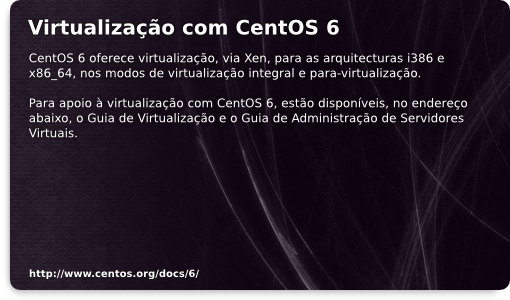 Virtualização com CentOS 6
CentOS 6 oferece virtualização, via Xen, para as arquitecturas i386 e
x86_64, nos modos de virtualização integral e para-virtualização.
Para apoio à virtualização com CentOS 6, estão disponíveis, no endereço
abaixo, o Guia de Virtualização e o Guia de Administração de Servidores
Virtuais.
http://www.centos.org/docs/6/